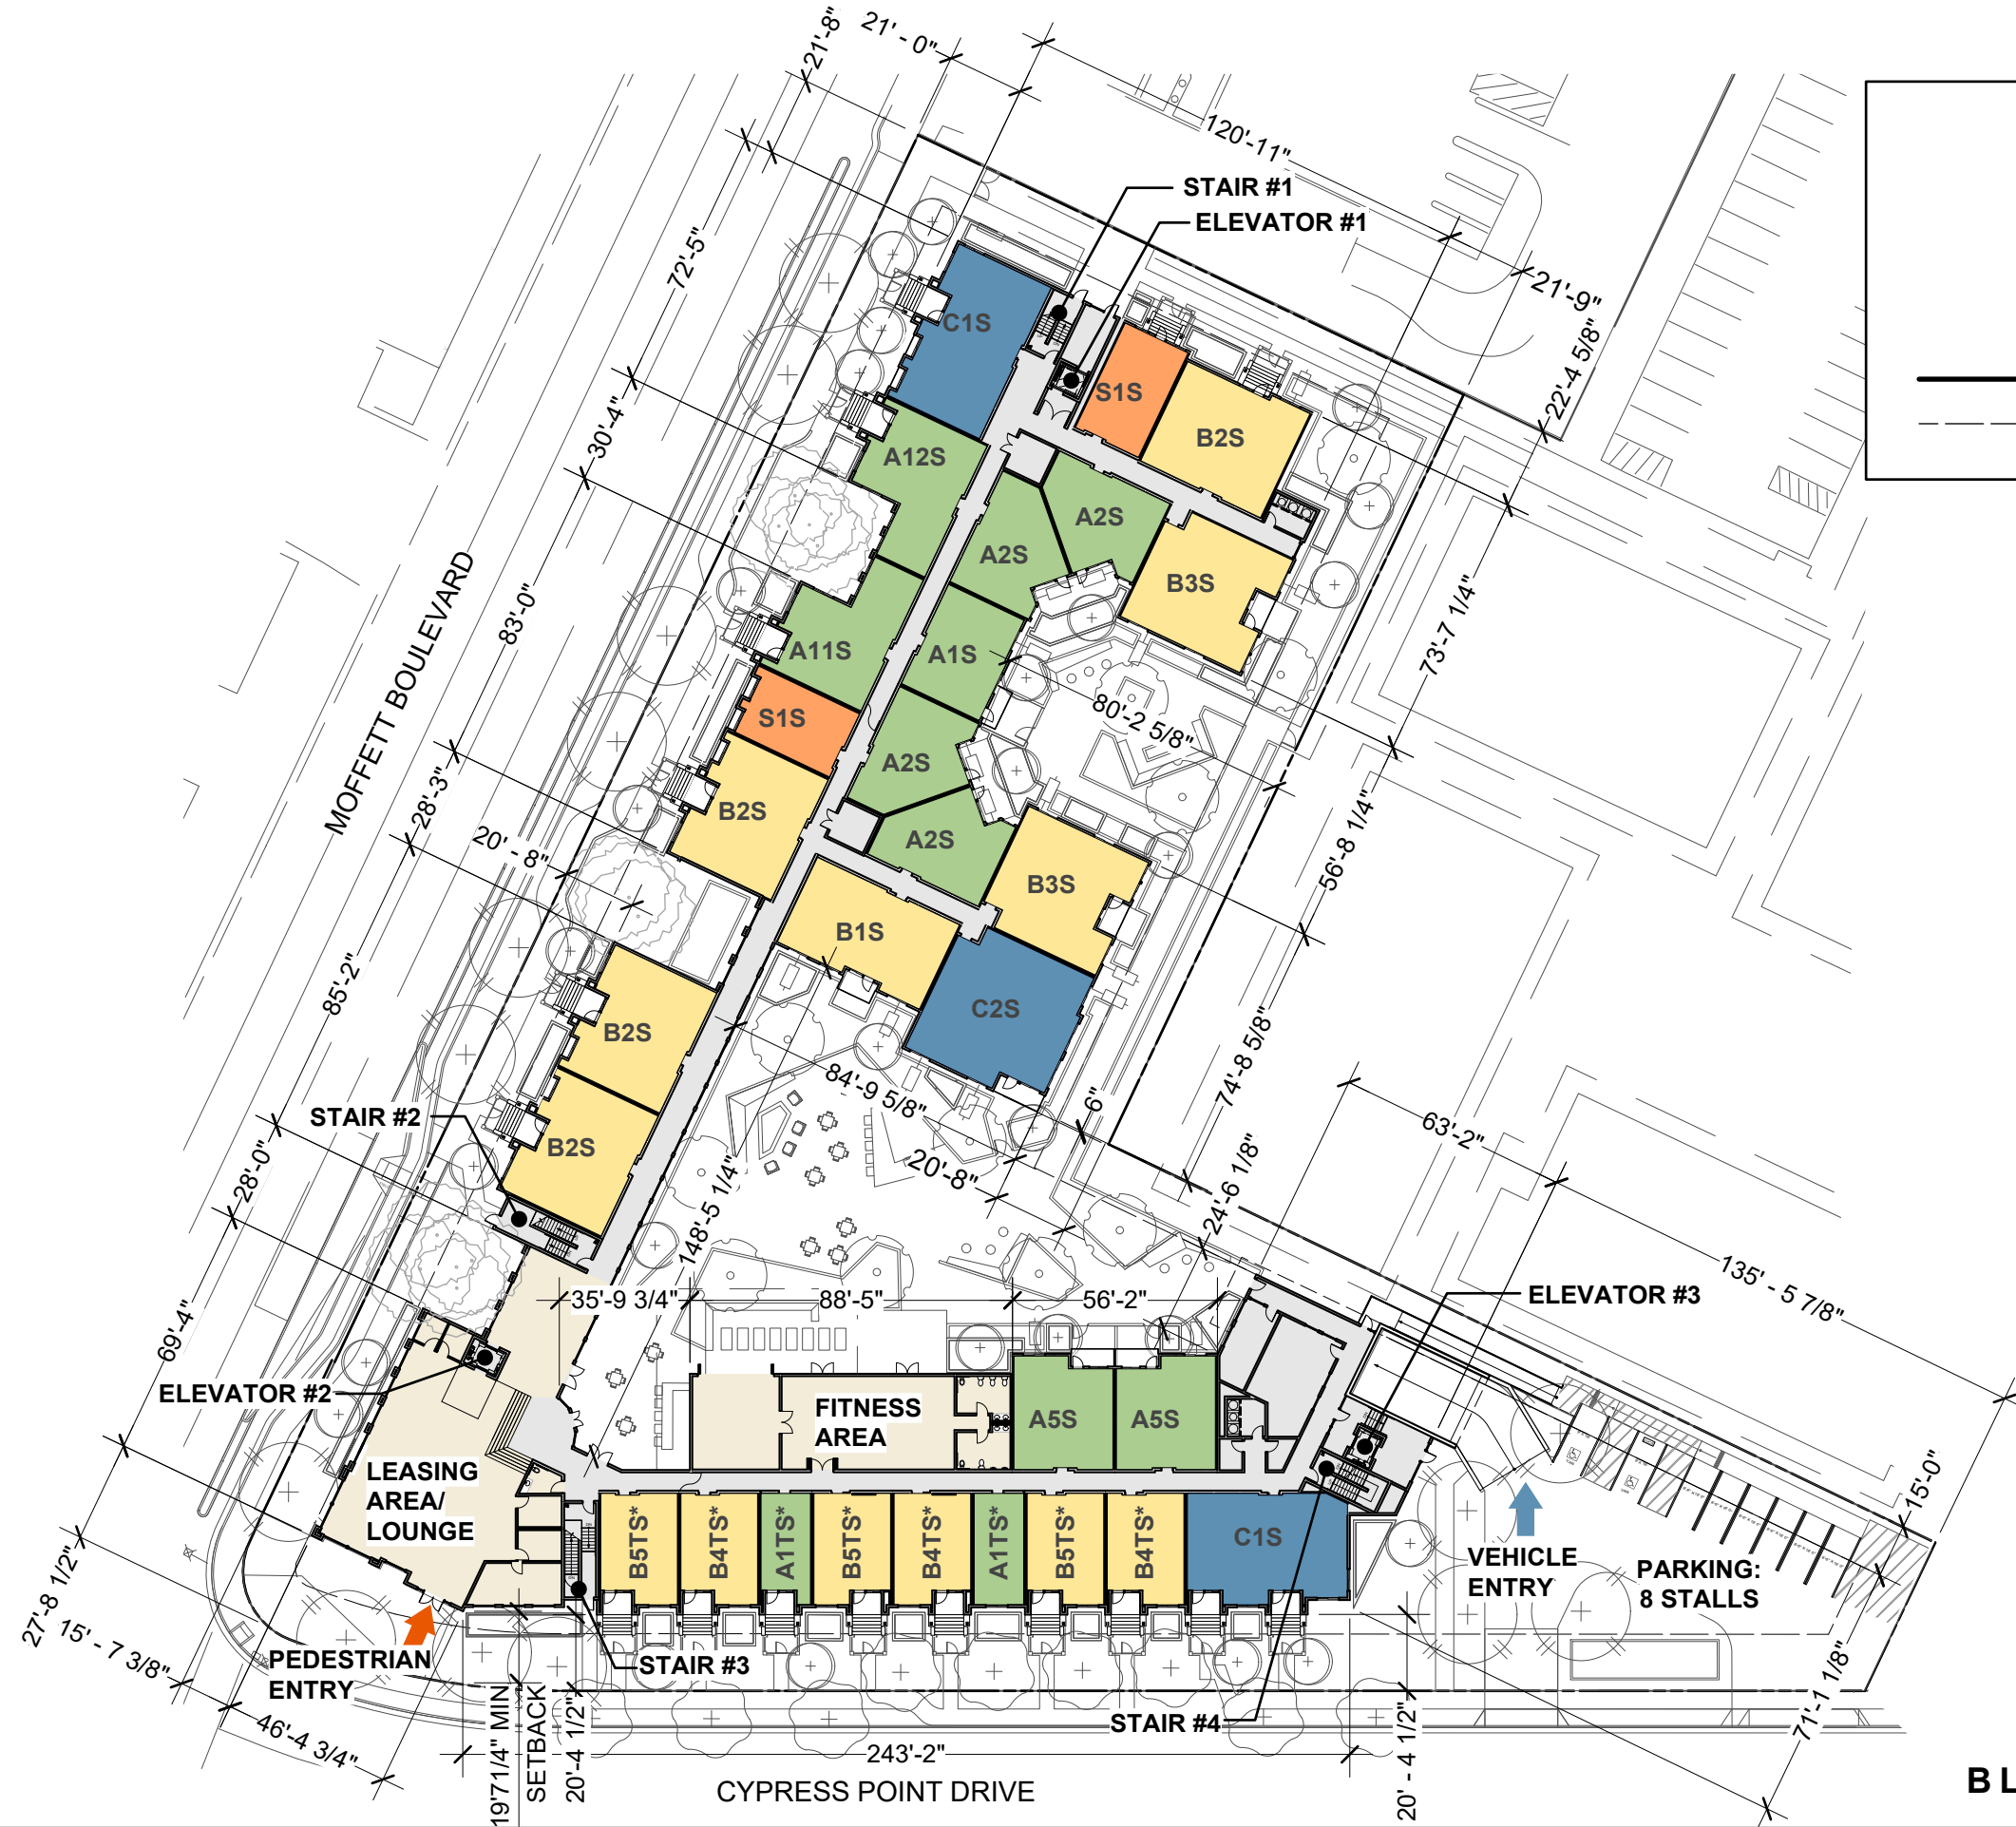 21'-8"
21' - 0"
120'-11"
STAIR #1
ELEVATOR #1
21'-9"
22'-4 5/8"
72'-5"
C1S
30'-4"
S1S
B2S
A12S
A2S
A2S
B3S
MOFFETT BOULEVARD
83'-0"
A11S
A1S
73'-7 1/4"
S1S
80'-2 5/8"
28'-3"
A2S
B2S
20' - 8"
A2S
56'-8 1/4"
B3S
B1S
85'-2"
C2S
B2S
74'-8 5/8"
84'-9 5/8"
6"
STAIR #2
63'-2"
B2S
28'-0"
20'-8"
148'-5 1/4"
24'-6 1/8"
135' - 5 7/8"
35'-9 3/4"
88'-5"
56'-2"
ELEVATOR #3
69'-4"
ELEVATOR #2
FITNESS
AREA
A5S
A5S
LEASING
AREA/
LOUNGE
15'-0"
B5TS*
B4TS*
A1TS*
B5TS*
B4TS*
A1TS*
B5TS*
B4TS*
C1S
VEHICLE
ENTRY
PARKING:
8 STALLS
27'-8 1/2"
15' - 7 3/8"
PEDESTRIAN
ENTRY
STAIR #3
46'-4 3/4"
19'71/4" MIN
SETBACK
20'-4 1/2"
STAIR #4
20' - 4 1/2"
71'-1 1/8"
243'-2"
CYPRESS POINT DRIVE
BL